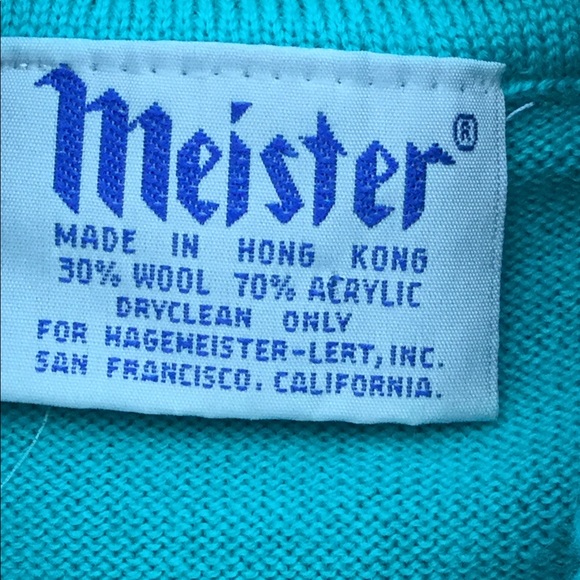 Meister®
MADE IN HONG KONG
30% WOOL 70% ACRYLIC
DRYCLEAN ONLY
FOR HAGEMEISTER-LERT, INC.
SAN FRANCISCO. CALIFORNIA.